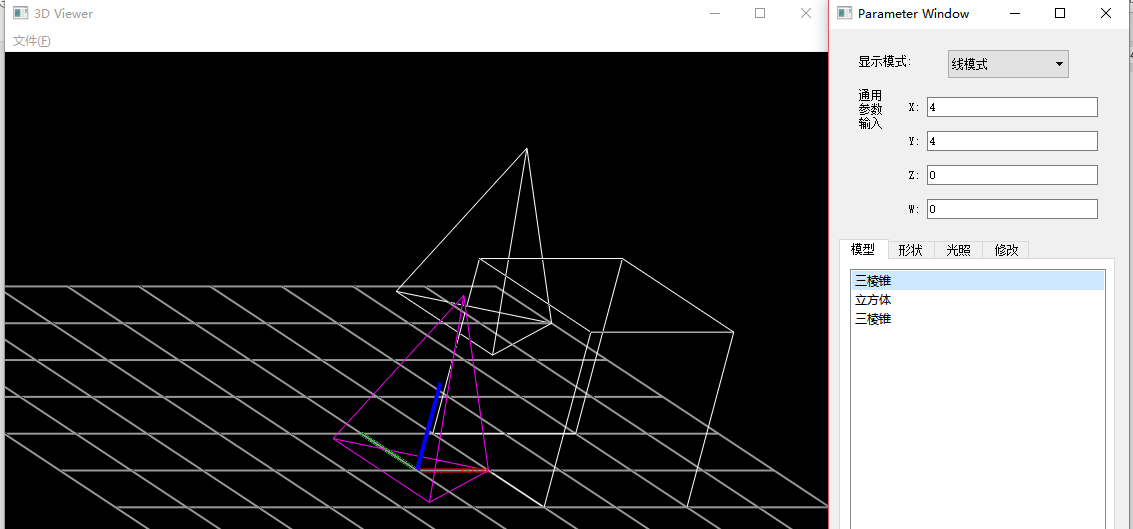 3D Viewer
文件(F)
Parameter Window
显示模式:
线模式
通用
参数
输入
X:
4
Y:
4
Z:
0
W:
0
模型 形状 光照 修改
三棱锥
立方体
三棱锥